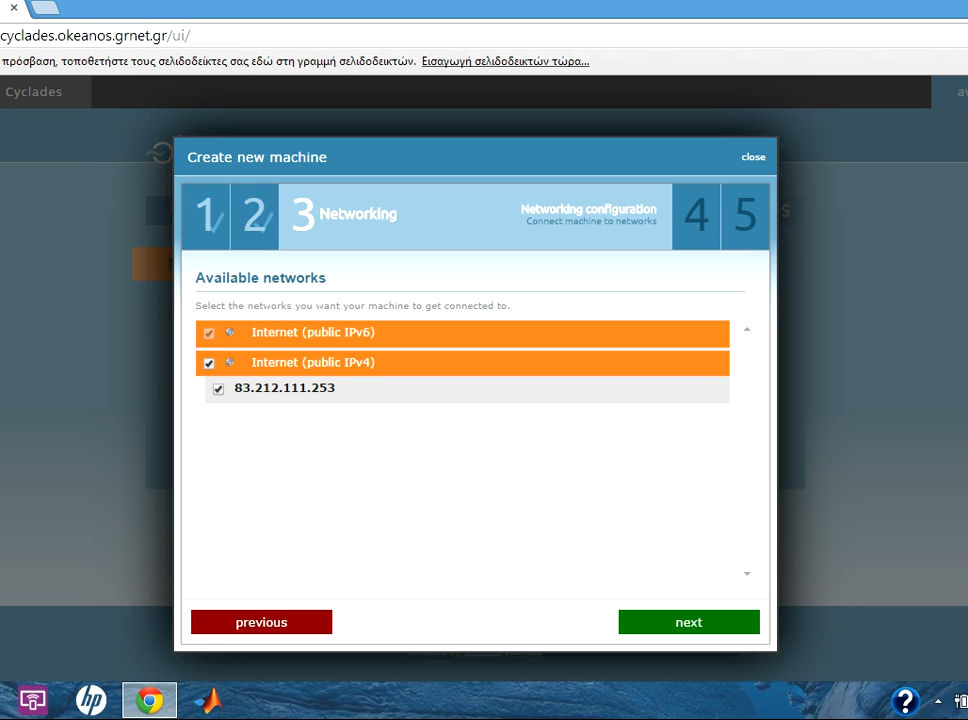 cyclades.okeanos.grnet.gr/ui/
πρόσβαση, τοποθετήστε τους σελιδοδείκτες σας εδώ στη γραμμή σελιδοδεικτών. Εισαγωγή σελιδοδεικτών τώρα...
Cyclades
Create new machine
close
1 2 3 Networking
Networking configuration
Connect machine to networks
4 5
Available networks
Select the networks you want your machine to get connected to.
Internet (public IPv6)
Internet (public IPv4)
83.212.111.253
previous
next
hp
?